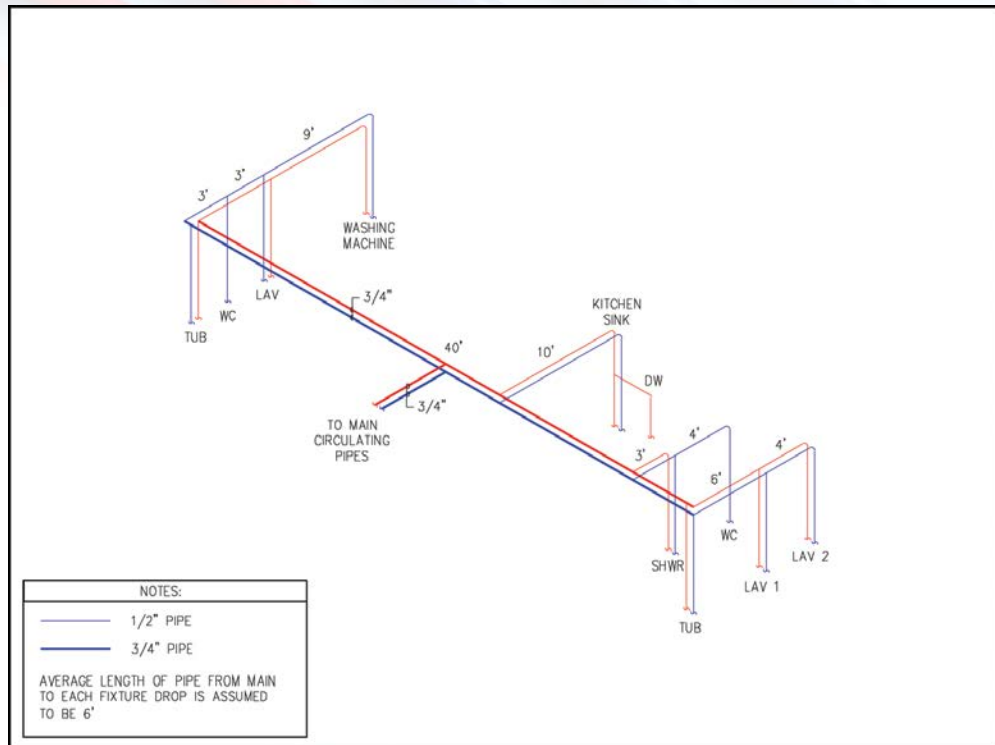 9'
3'
3'
WASHING
MACHINE
LAV
WC
TUB
3/4"
KITCHEN
SINK
40'
10'
DW
3/4"
TO MAIN
CIRCULATING
PIPES
3'
4'
6'
4'
WC
SHWR
LAV 1
LAV 2
TUB
NOTES:
1/2" PIPE
3/4" PIPE
AVERAGE LENGTH OF PIPE FROM MAIN
TO EACH FIXTURE DROP IS ASSUMED
TO BE 6'